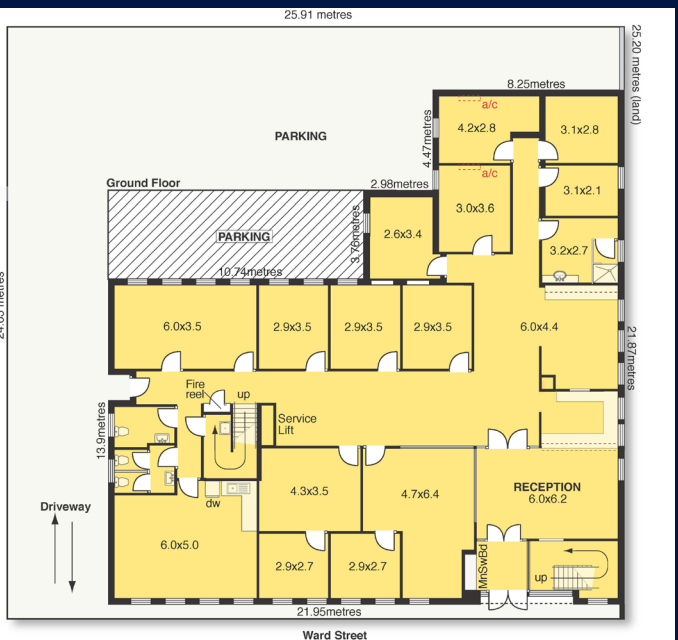 25.91 metres
25.20 metres (land)
8.25metres
a/c
4.2x2.8
3.1x2.8
4.47metres
PARKING
a/c
Ground Floor
2.98metres
3.0x3.6
3.1x2.1
PARKING
3.76metres
2.6x3.4
3.2x2.7
10.74metres
6.0x3.5
2.9x3.5
2.9x3.5
2.9x3.5
6.0x4.4
21.87metres
Fire
reel
up
Service
Lift
13.9metres
4.3x3.5
4.7x6.4
RECEPTION
6.0x6.2
dw
Driveway
6.0x5.0
2.9x2.7
2.9x2.7
MnSwBd
up
21.95metres
Ward Street